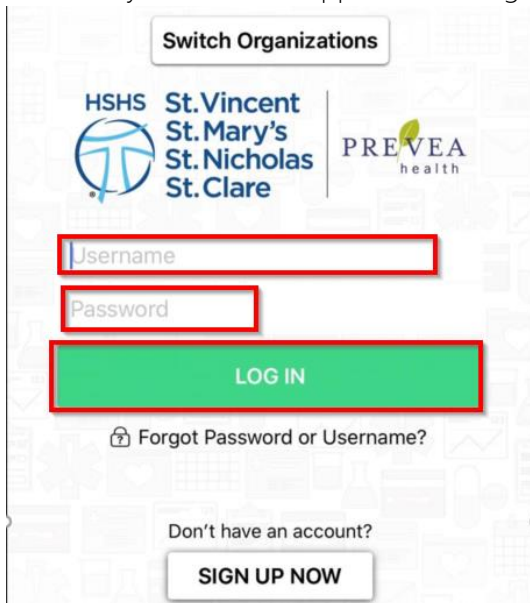 Switch Organizations
HSHS St. Vincent
St. Mary's
St. Nicholas
St. Clare
PREVEA
health
Username
Password
LOG IN
Forgot Password or Username?
Don't have an account?
SIGN UP NOW